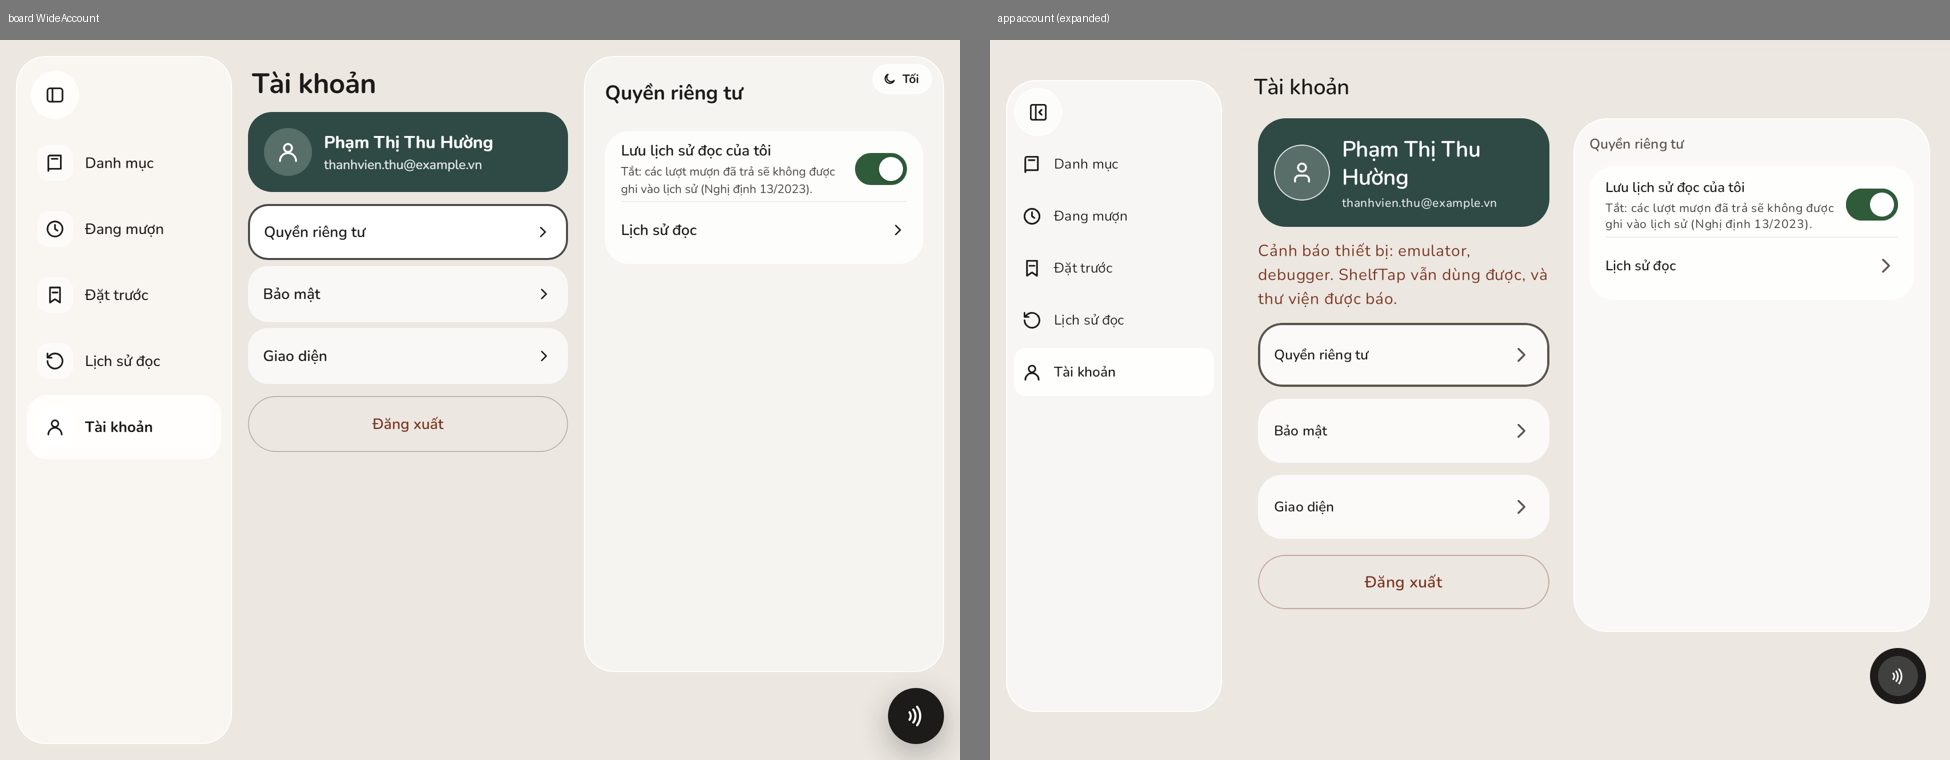 board WideAccount
Danh mục
Đang mượn
Đặt trước
Lịch sử đọc
Tài khoản
Tài khoản
Phạm Thị Thu Hường
thanhvien.thu@example.vn
Quyền riêng tư
Bảo mật
Giao diện
Đăng xuất
Tối
Quyền riêng tư
Lưu lịch sử đọc của tôi
Tắt: các lượt mượn đã trả sẽ không được
ghi vào lịch sử (Nghị định 13/2023).
Lịch sử đọc
app account (expanded)
Danh mục
Đang mượn
Đặt trước
Lịch sử đọc
Tài khoản
Tài khoản
Phạm Thị Thu
Hường
thanhvien.thu@example.vn
Cảnh báo thiết bị: emulator,
debugger. ShelfTap vẫn dùng được, và
thư viện được báo.
Quyền riêng tư
Bảo mật
Giao diện
Đăng xuất
Quyền riêng tư
Lưu lịch sử đọc của tôi
Tắt: các lượt mượn đã trả sẽ không được
ghi vào lịch sử (Nghị định 13/2023).
Lịch sử đọc